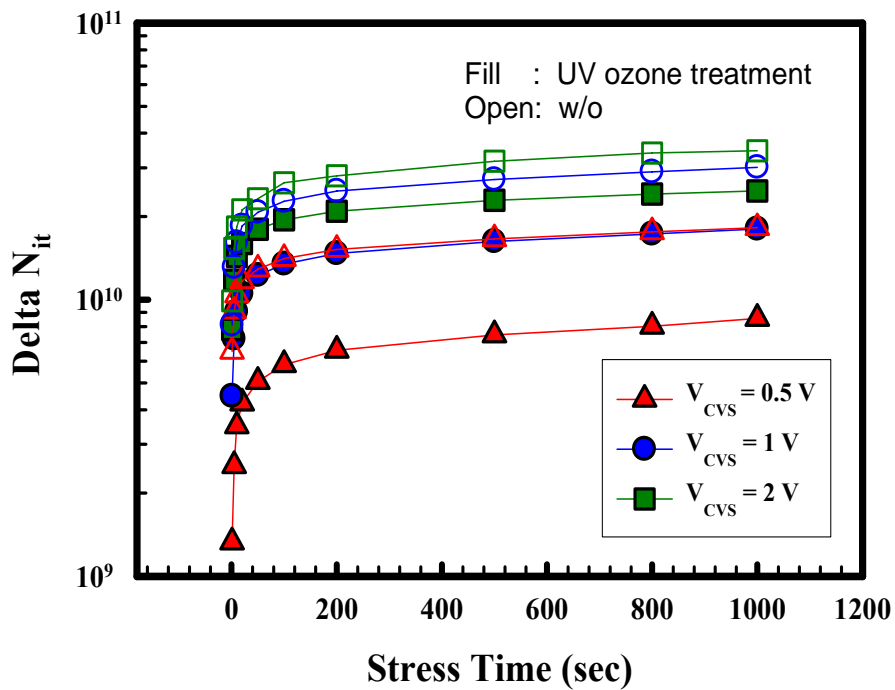 10^11
Fill : UV ozone treatment
Open: w/o
10^10
Delta N_it
V_CVS = 0.5 V
V_CVS = 1 V
V_CVS = 2 V
10^9
0 200 400 600 800 1000 1200
Stress Time (sec)